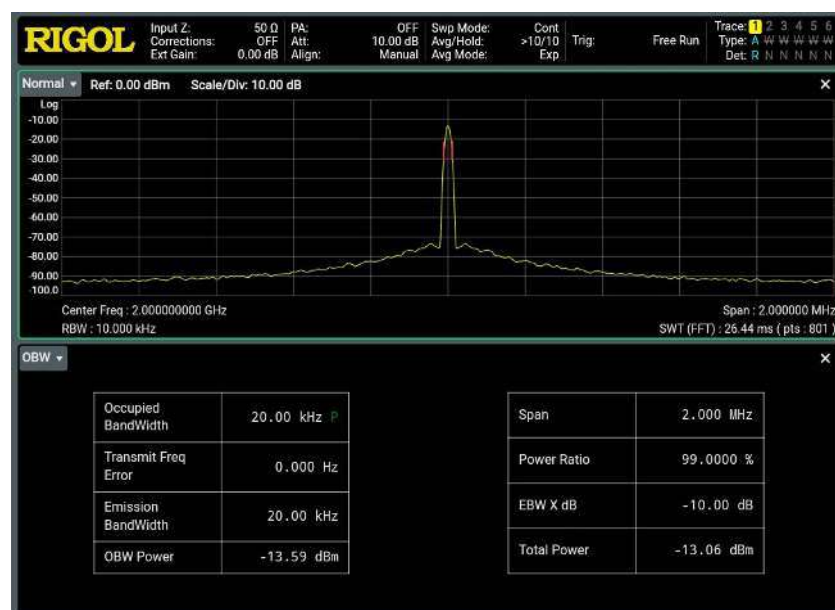 RIGOL
Input Z: 50 Ω PA: OFF Swp Mode: Cont Trace: 1 2 3 4 5 6
Corrections: OFF Att: 10.00 dB Avg/Hold: >10/10 Trig: Free Run Type: A W W W W W
Ext Gain: 0.00 dB Align: Manual Avg Mode: Exp Det: R N N N N N
Normal Ref: 0.00 dBm Scale/Div: 10.00 dB
Log
-10.00
-20.00
-30.00
-40.00
-50.00
-60.00
-70.00
-80.00
-90.00
-100.0
Center Freq : 2.000000000 GHz Span : 2.000000 MHz
RBW : 10.000 kHz SWT (FFT) : 26.44 ms ( pts : 801 )
OBW
Occupied
BandWidth 20.00 kHz P
Transmit Freq
Error 0.000 Hz
Emission
BandWidth 20.00 kHz
OBW Power -13.59 dBm
Span 2.000 MHz
Power Ratio 99.0000 %
EBW X dB -10.00 dB
Total Power -13.06 dBm